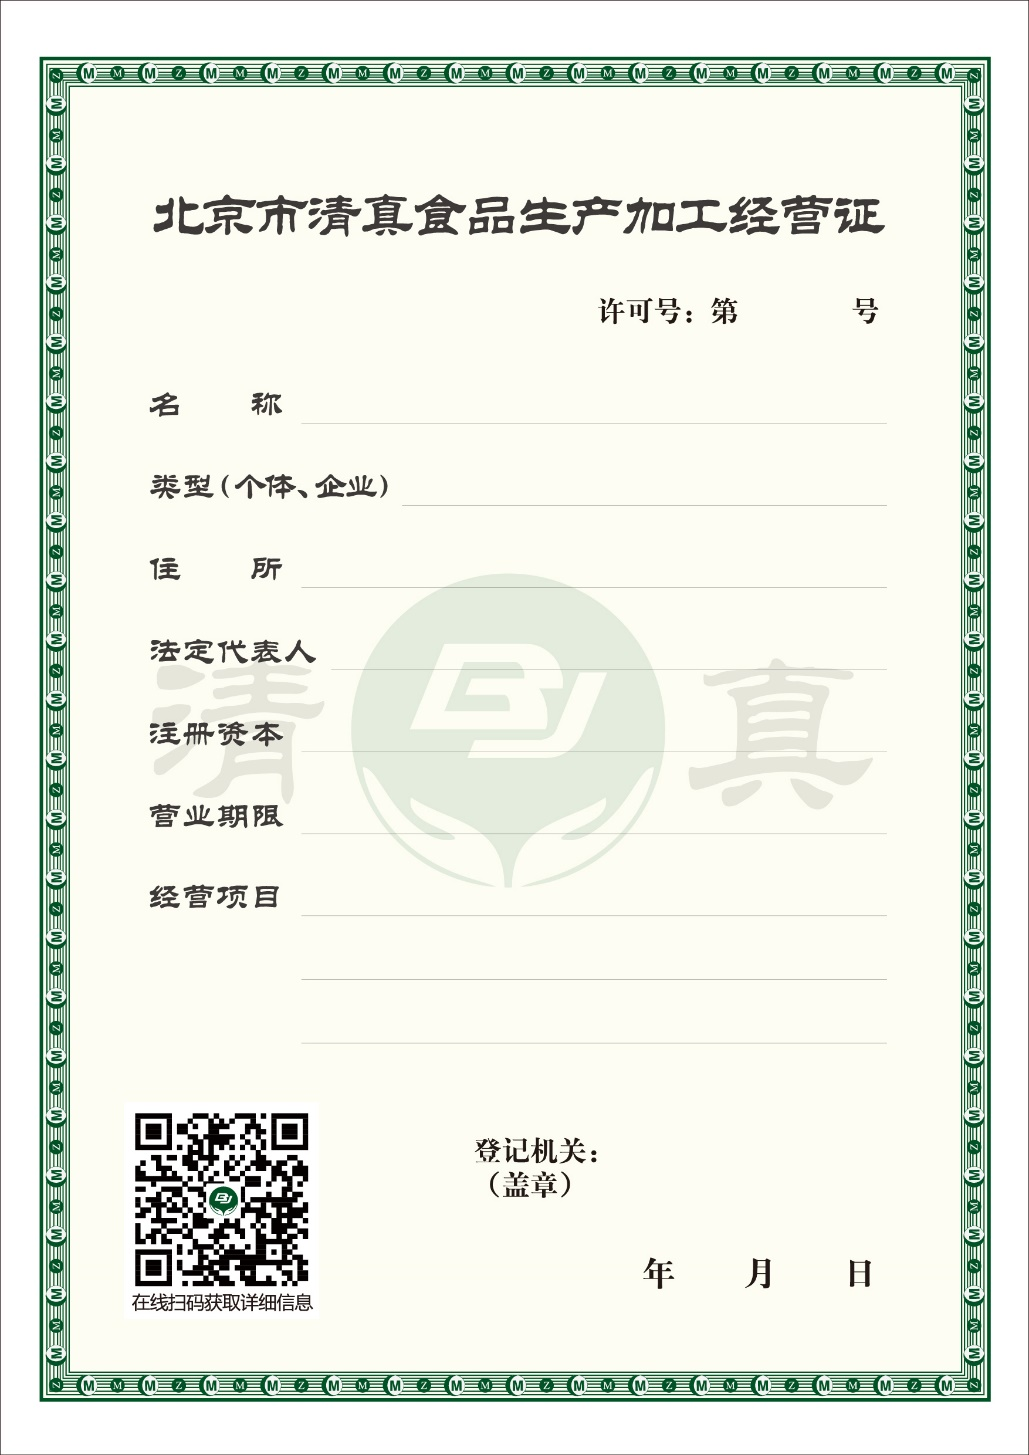 北京市清真食品生产加工经营证
许可号：第 号
名 称
类型（个体、企业）
住 所
法定代表人
清 BJ 真
注册资本
营业期限
经营项目
登记机关：
（盖章）
BJ
年 月 日
在线扫码获取详细信息